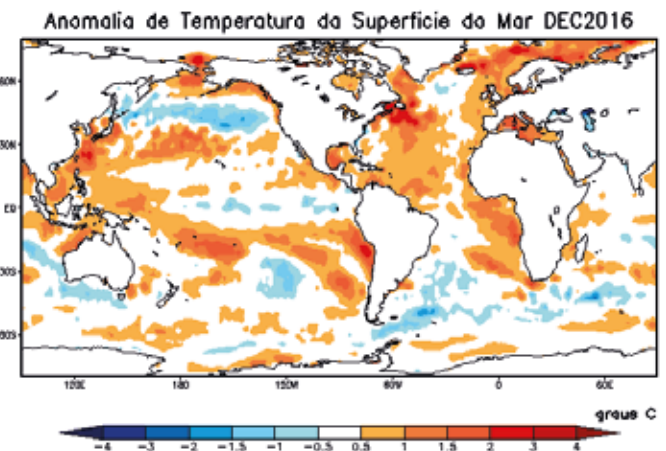 Anomalia de Temperatura da Superficie do Mar DEC2016
60N
30N
EQ
30S
60S
120E 180 120W 60W 0 60E
graus C
-4 -3 -2 -1.5 -1 -0.5 0.5 1 1.5 2 3 4